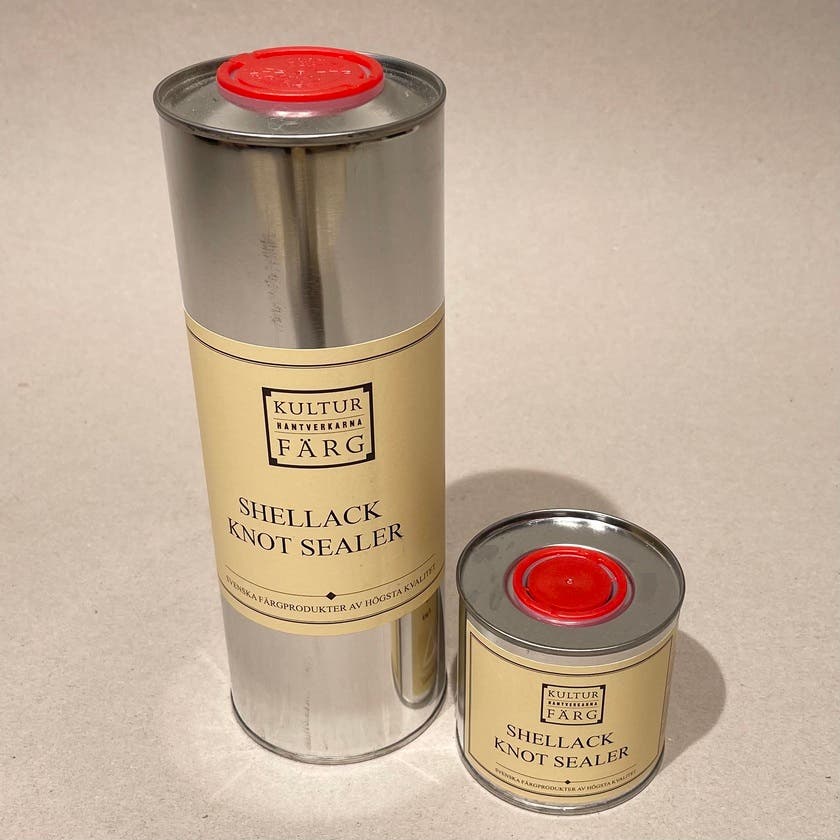 KULTUR
HANTVERKARNA
FÄRG
SHELLACK
KNOT SEALER
SVENSKA FÄRGPRODUKTER AV HÖGSTA KVALITET
KULTUR
HANTVERKARNA
FÄRG
SHELLACK
KNOT SEALER
SVENSKA FÄRGPRODUKTER AV HÖGSTA KVALITET